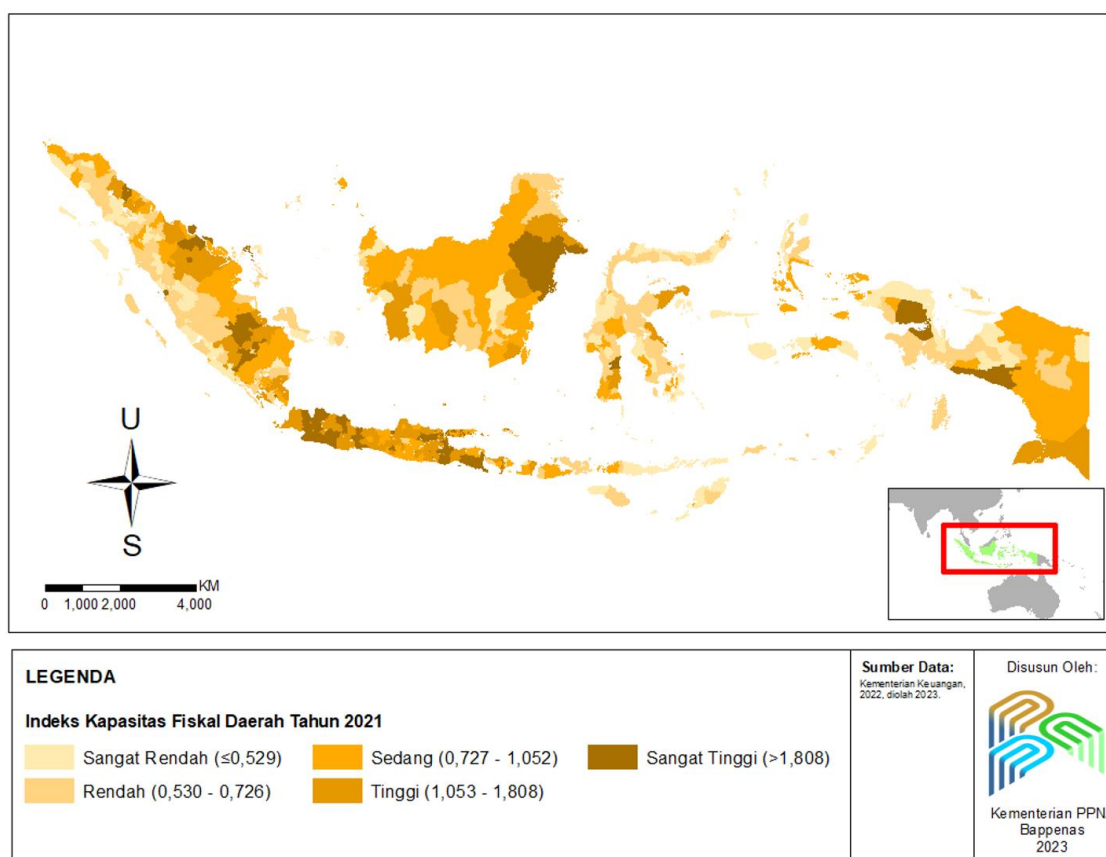 U
S
KM
0 1,000 2,000 4,000
LEGENDA
Indeks Kapasitas Fiskal Daerah Tahun 2021
Sangat Rendah (≤0,529)
Rendah (0,530 - 0,726)
Sedang (0,727 - 1,052)
Tinggi (1,053 - 1,808)
Sangat Tinggi (>1,808)
Sumber Data:
Kementerian Keuangan,
2022, diolah 2023.
Disusun Oleh:
Kementerian PPN
Bappenas
2023